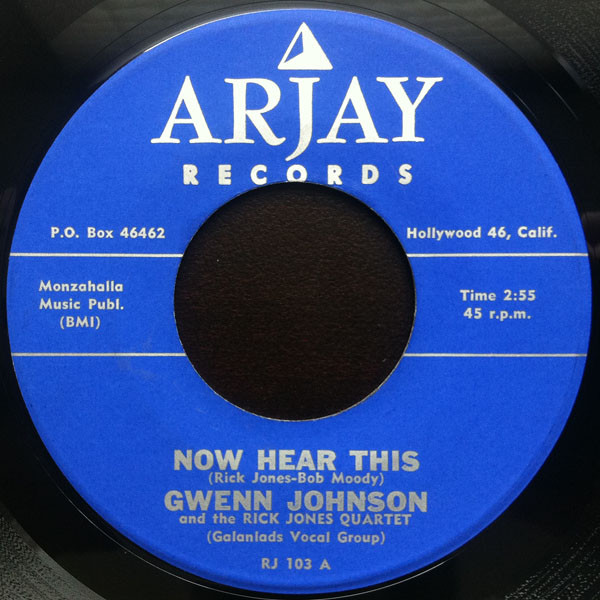 ARJAY
RECORDS
P.O. Box 46462
Hollywood 46, Calif.
Monzahalla
Music Publ.
(BMI)
Time 2:55
45 r.p.m.
NOW HEAR THIS
(Rick Jones-Bob Moody)
GWENN JOHNSON
and the RICK JONES QUARTET
(Galanlads Vocal Group)
RJ 103 A